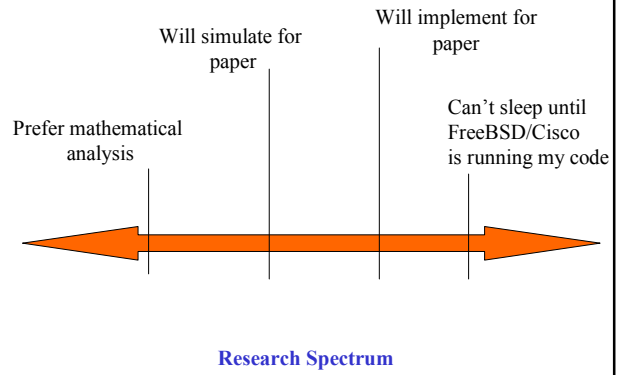 Will simulate for
paper
Will implement for
paper
Prefer mathematical
analysis
Can't sleep until
FreeBSD/Cisco
is running my code
Research Spectrum